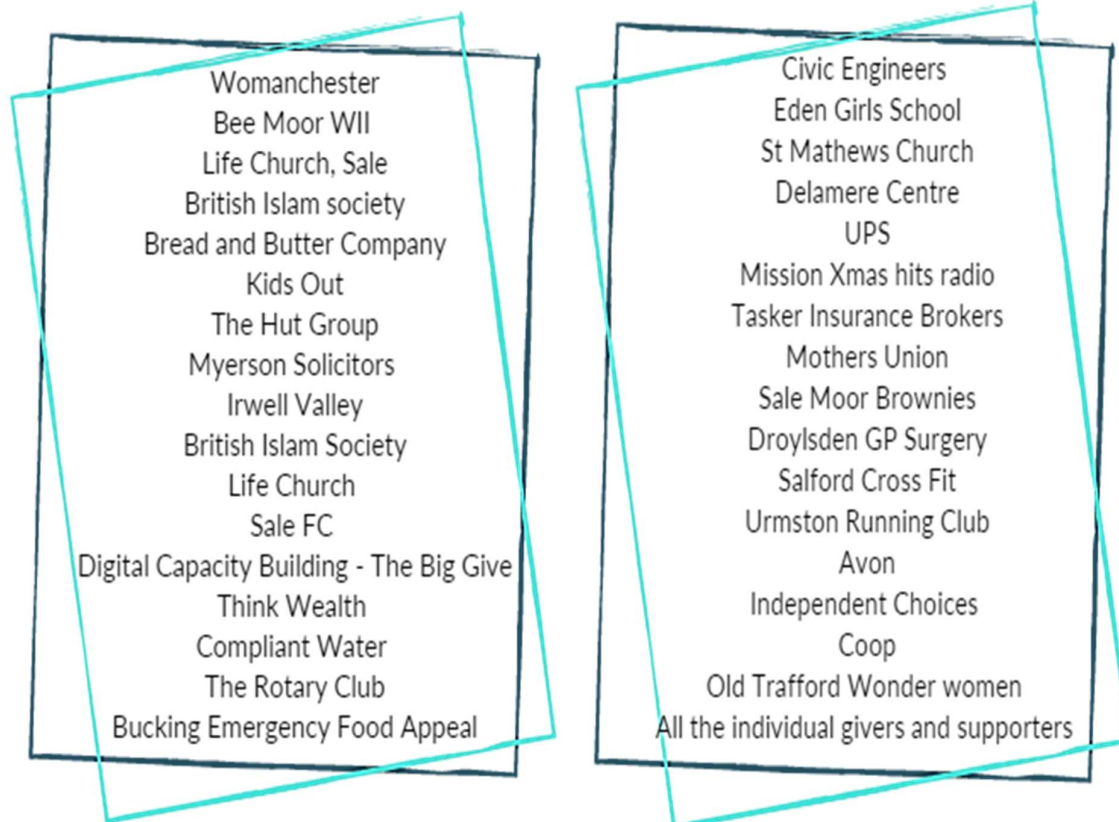 Womanchester
Bee Moor WII
Life Church, Sale
British Islam society
Bread and Butter Company
Kids Out
The Hut Group
Myerson Solicitors
Irwell Valley
British Islam Society
Life Church
Sale FC
Digital Capacity Building - The Big Give
Think Wealth
Compliant Water
The Rotary Club
Bucking Emergency Food Appeal
Civic Engineers
Eden Girls School
St Mathews Church
Delamere Centre
UPS
Mission Xmas hits radio
Tasker Insurance Brokers
Mothers Union
Sale Moor Brownies
Droylsden GP Surgery
Salford Cross Fit
Urmston Running Club
Avon
Independent Choices
Coop
Old Trafford Wonder women
All the individual givers and supporters